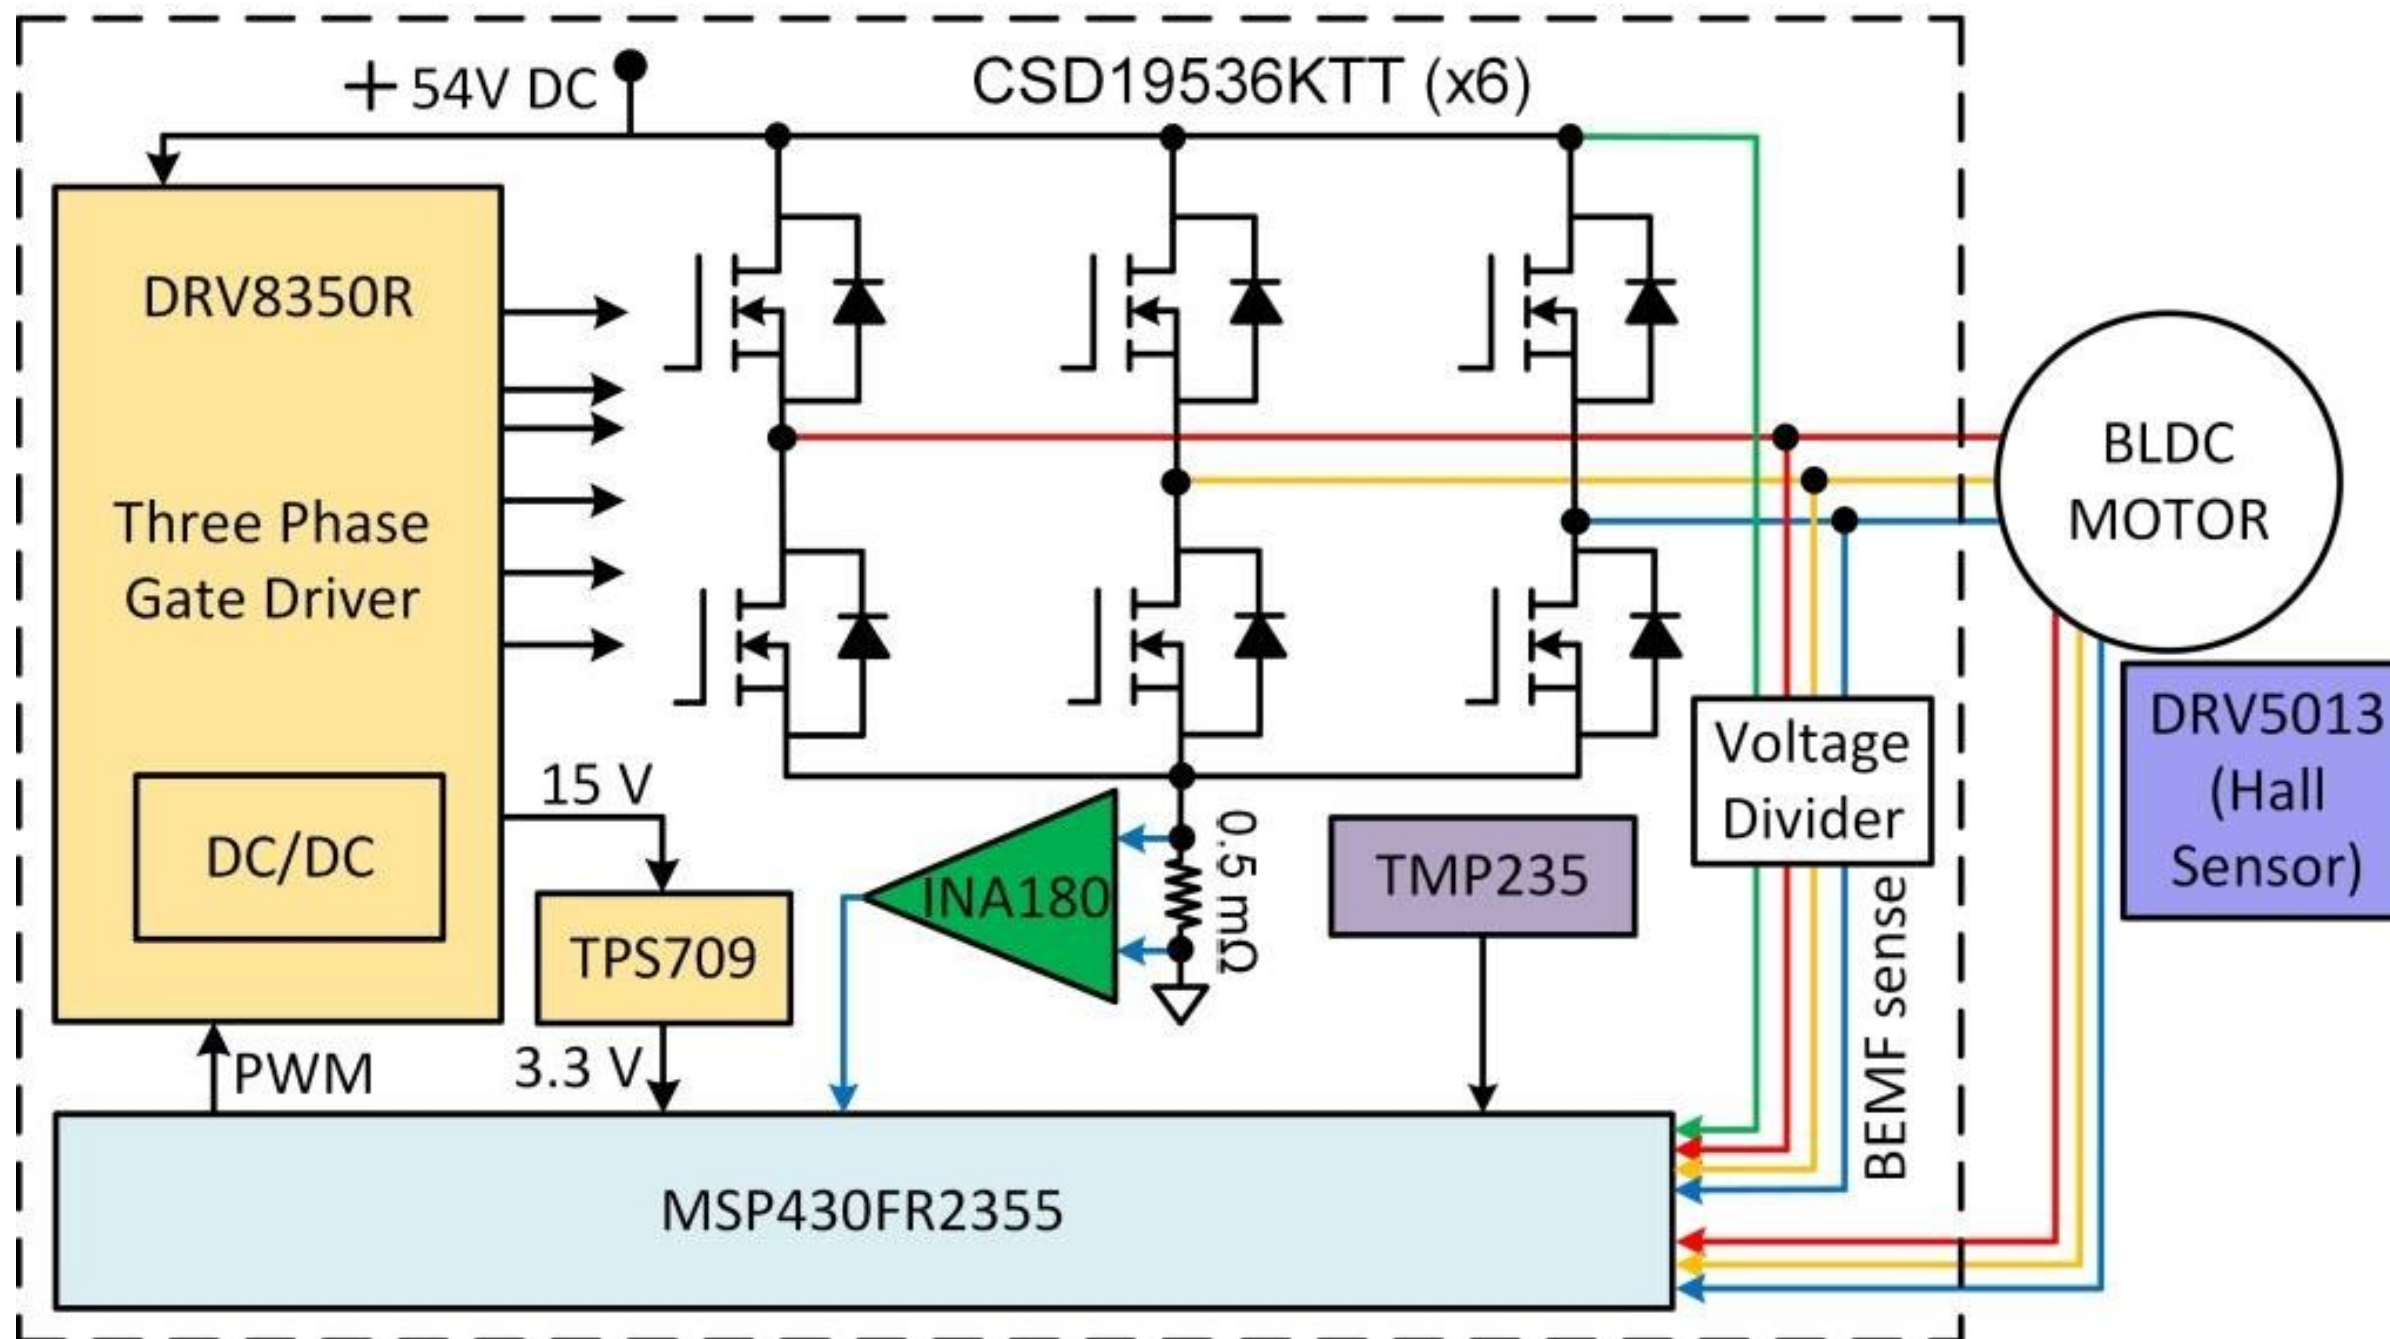 + 54V DC
CSD19536KTT (x6)
DRV8350R
Three Phase
Gate Driver
DC/DC
15 V
TPS709
3.3 V
PWM
INA180
0.5 mΩ
TMP235
Voltage
Divider
BEMF sense
BLDC
MOTOR
DRV5013
(Hall
Sensor)
MSP430FR2355